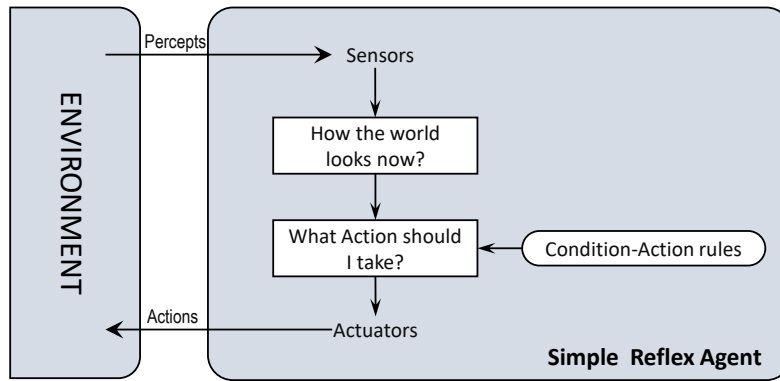 ENVIRONMENT
Percepts
Sensors
How the world
looks now?
What Action should
I take?
Condition-Action rules
Actions
Actuators
Simple Reflex Agent